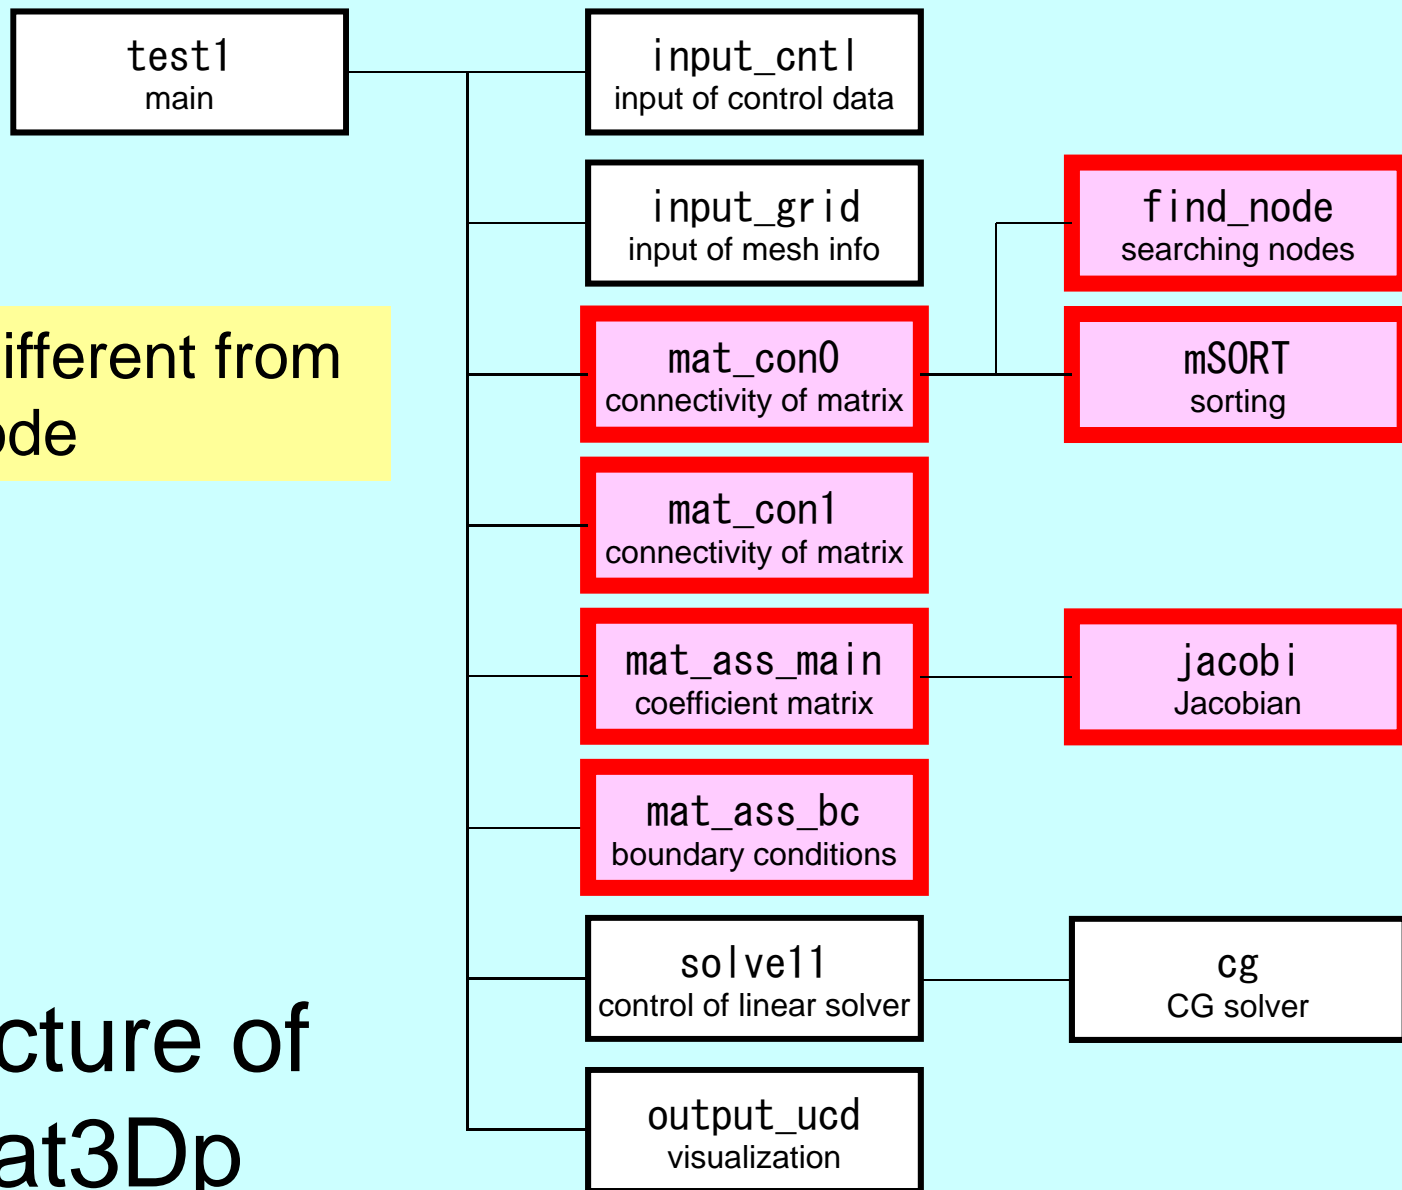 test1
main
input_cntl
input of control data
input_grid
input of mesh info
find_node
searching nodes
ifferent from
ode
mat_con0
connectivity of matrix
mSORT
sorting
mat_con1
connectivity of matrix
mat_ass_main
coefficient matrix
jacobi
Jacobian
mat_ass_bc
boundary conditions
solve11
control of linear solver
cg
CG solver
cture of
at3Dp
output_ucd
visualization